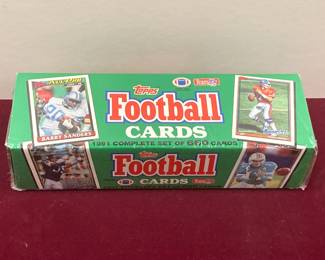 Topps
Football
CARDS
1991 COMPLETE SET OF 660 CARDS
BARRY SANDERS
Topps
Football
CARDS